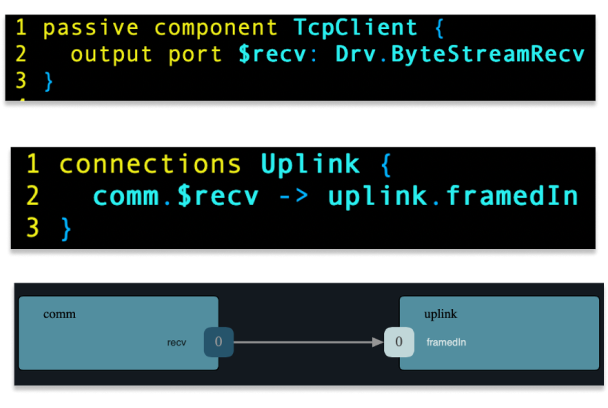 1 passive component TcpClient {
2 output port $recv: Drv.ByteStreamRecv
3 }
1 connections Uplink {
2 comm.$recv -> uplink.framedIn
3 }
comm
uplink
recv 0
0 framedIn